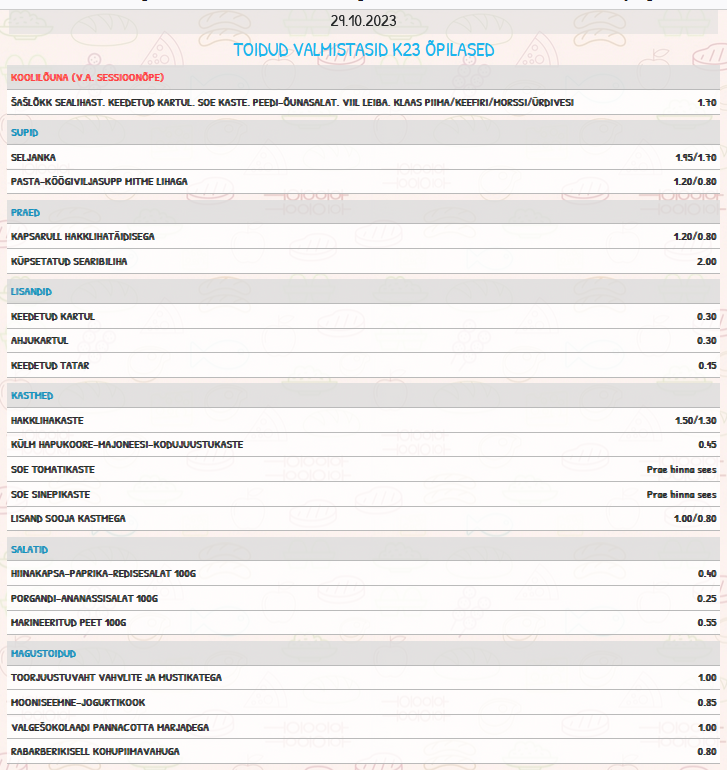 29.10.2023
TOIDUD VALMISTASID K23 ÕPILASED
KOOLILÕUNA (V.A. SESSIOONÕPE)
ŠAŠLÕKK SEALIHAST. KEEDETUD KARTUL. SOE KASTE. PEEDI-ÕUNASALAT. VIIL LEIBA. KLAAS PIIMA/KEEFIRI/MORSSI/ÜRDIVESI 1.70
SUPID
SELJANKA 1.95/1.70
PASTA-KÖÖGIVILJASUPP MITME LIHAGA 1.20/0.80
PRAED
KAPSARULL HAKKLIHATÄIDISEGA 1.20/0.80
KÜPSETATUD SEARIBILIHA 2.00
LISANDID
KEEDETUD KARTUL 0.30
AHJUKARTUL 0.30
KEEDETUD TATAR 0.15
KASTMED
HAKKLIHAKASTE 1.50/1.30
KÜLM HAPUKOORE-MAJONEESI-KODUJUUSTUKASTE 0.45
SOE TOMATIKASTE Prae hinna sees
SOE SINEPIKASTE Prae hinna sees
LISAND SOOJA KASTMEGA 1.00/0.80
SALATID
HIINAKAPSA-PAPRIKA-REDISESALAT 100G 0.40
PORGANDI-ANANASSISALAT 100G 0.25
MARINEERITUD PEET 100G 0.55
MAGUSTOIDUD
TOORJUUSTUVAHT VAHVLITE JA MUSTIKATEGA 1.00
MOONISEEMNE-JOGURTIKOOK 0.85
VALGEŠOKOLAADI PANNACOTTA MARJADEGA 1.00
RABARBERIKISELL KOHUPIIMAVAHUGA 0.80